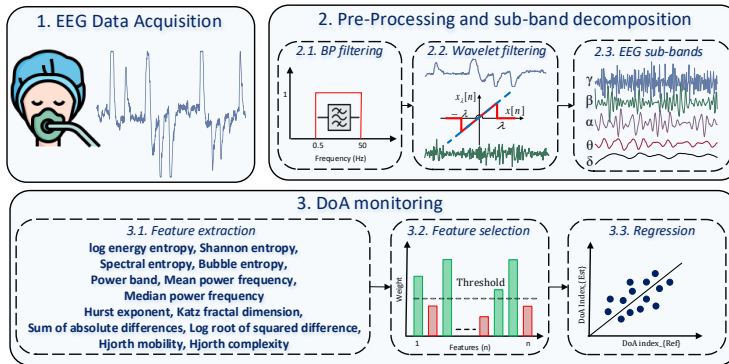 1. EEG Data Acquisition
2. Pre-Processing and sub-band decomposition
2.1. BP filtering
1
0.5
50
Frequency (Hz)
2.2. Wavelet filtering
x_λ[n]
x[n]
− λ
λ
2.3. EEG sub-bands
γ
β
α
θ
δ
3. DoA monitoring
3.1. Feature extraction
log energy entropy, Shannon entropy,
Spectral entropy, Bubble entropy,
Power band, Mean power frequency,
Median power frequency
Hurst exponent, Katz fractal dimension,
Sum of absolute differences, Log root of squared difference,
Hjorth mobility, Hjorth complexity
3.2. Feature selection
Weight
Threshold
1
n
Features (n)
3.3. Regression
DoA Index_(Est)
DoA index_(Ref)